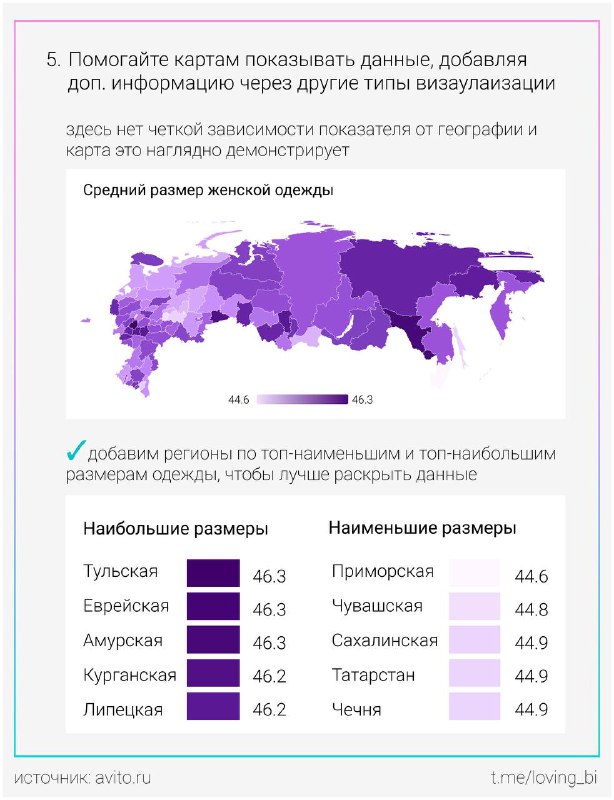 5. Помогайте картам показывать данные, добавляя
доп. информацию через другие типы визаулаизации
здесь нет четкой зависимости показателя от географии и
карта это наглядно демонстрирует
Средний размер женской одежды
44.6 46.3
✓добавим регионы по топ-наименьшим и топ-наибольшим
размерам одежды, чтобы лучше раскрыть данные
Наибольшие размеры
Тульская 46.3
Еврейская 46.3
Амурская 46.3
Курганская 46.2
Липецкая 46.2
Наименьшие размеры
Приморская 44.6
Чувашская 44.8
Сахалинская 44.9
Татарстан 44.9
Чечня 44.9
источник: avito.ru
t.me/loving_bi